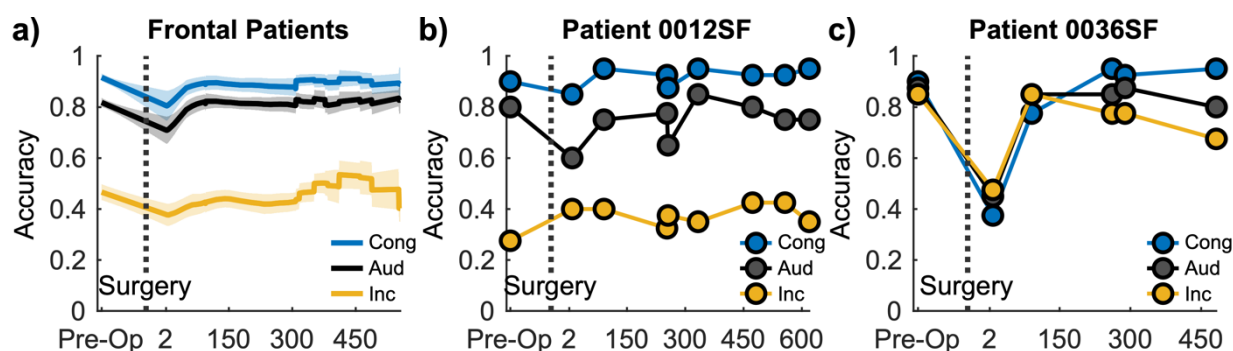 a) Frontal Patients
Accuracy
1
0.8
0.6
0.4
0.2
0
Surgery
Cong
Aud
Inc
Pre-Op 2 150 300 450
b) Patient 0012SF
Accuracy
1
0.8
0.6
0.4
0.2
0
Surgery
Cong
Aud
Inc
Pre-Op 2 150 300 450 600
c) Patient 0036SF
Accuracy
1
0.8
0.6
0.4
0.2
0
Surgery
Cong
Aud
Inc
Pre-Op 2 150 300 450